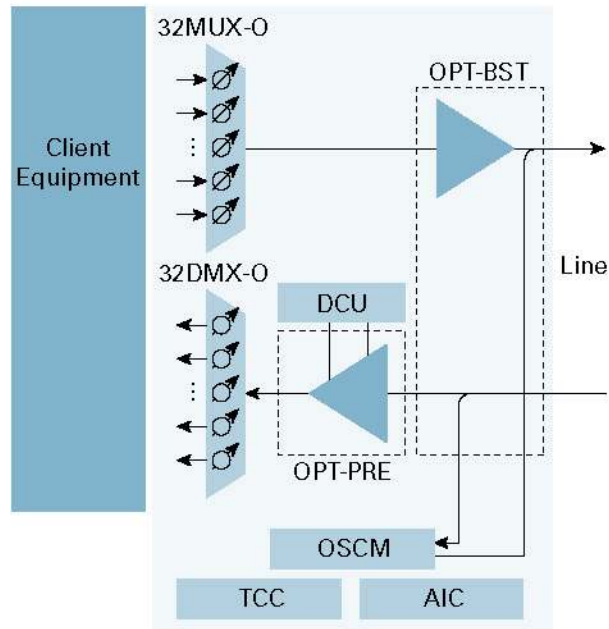 32MUX-O
OPT-BST
Client
Equipment
Line
32DMX-O
DCU
OPT-PRE
OSCM
TCC
AIC